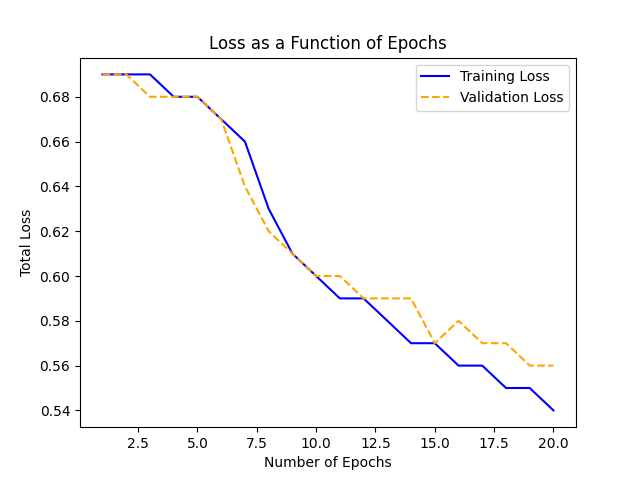 Loss as a Function of Epochs
Training Loss
Validation Loss
Total Loss
0.68
0.66
0.64
0.62
0.60
0.58
0.56
0.54
2.5 5.0 7.5 10.0 12.5 15.0 17.5 20.0
Number of Epochs